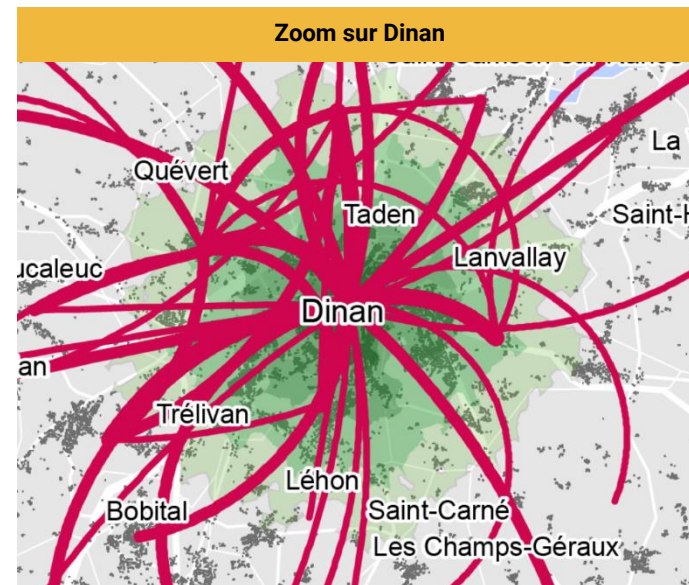 Zoom sur Dinan
La
Quévert
Taden
Saint-H
Lanvallay
ucaleuc
Dinan
an
Trélivan
Léhon
Bobital
Saint-Carné
Les Champs-Géraux